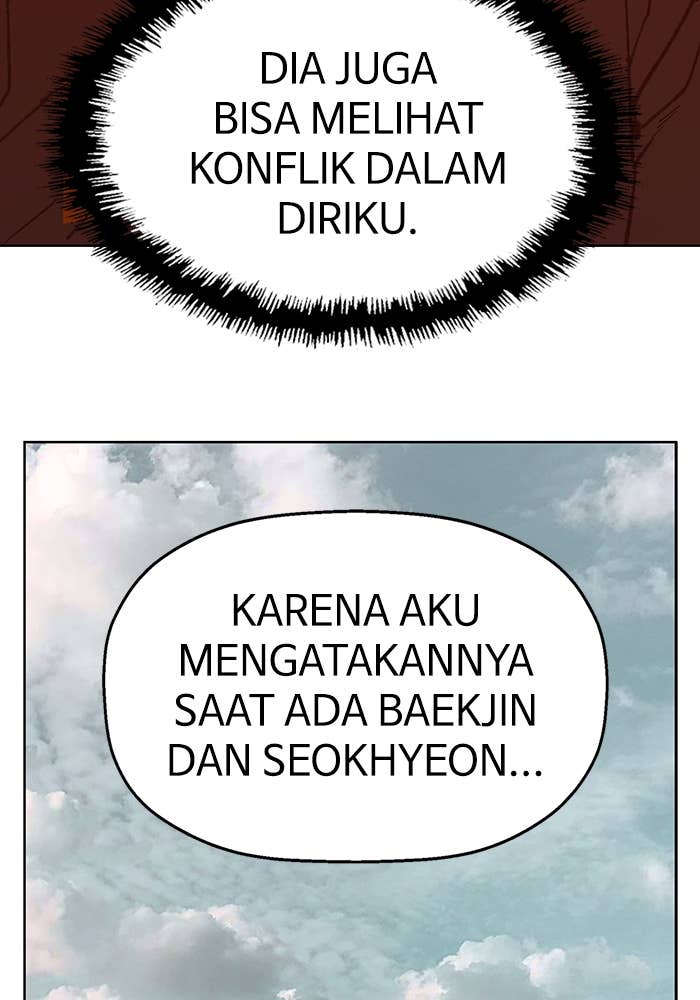 DIA JUGA
BISA MELIHAT
KONFLIK DALAM
DIRIKU.
KARENA AKU
MENGATAKANNYA
SAAT ADA BAEKJIN
DAN SEOKHYEON...